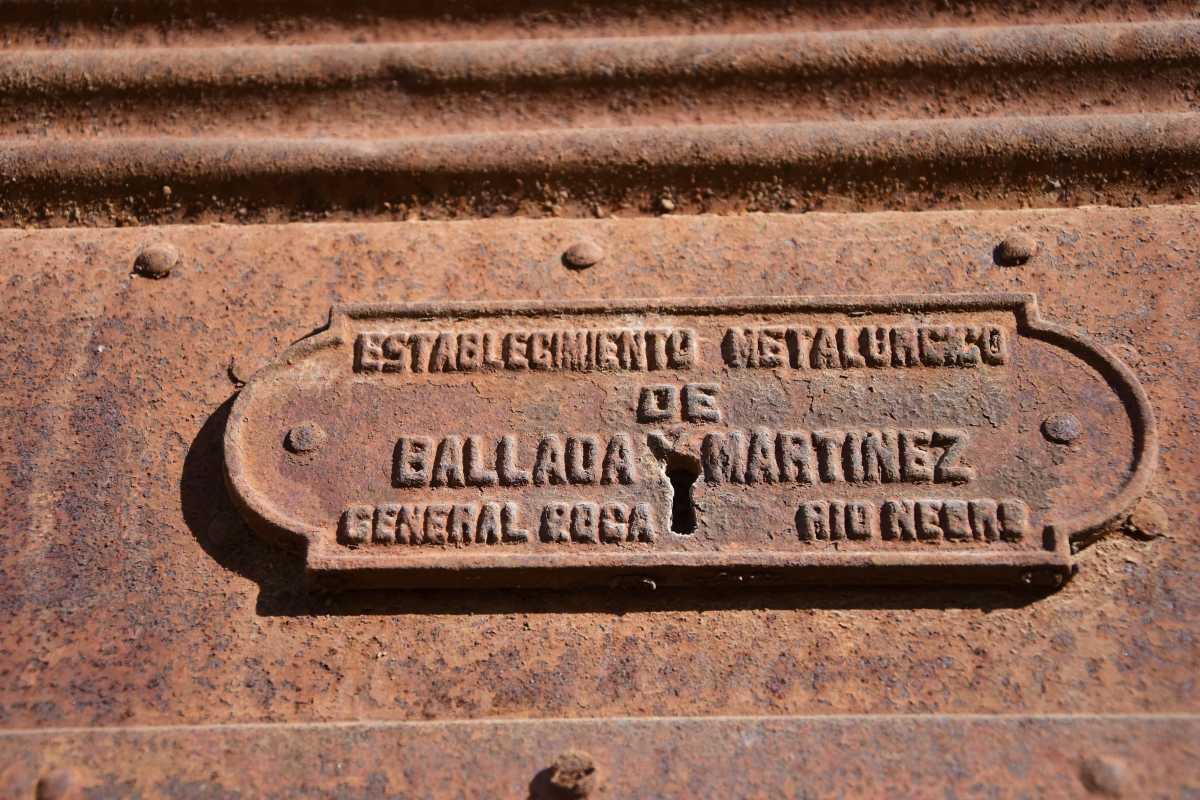 ESTABLECIMIENTO METALURGICO
DE
BALLADA Y MARTINEZ
GENERAL ROCA RIO NEGRO